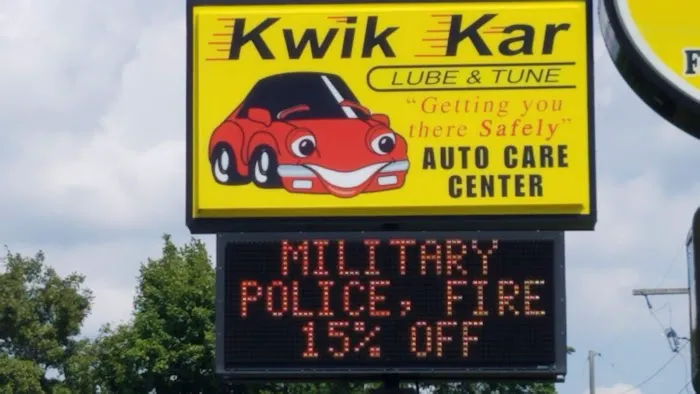 Kwik Kar
LUBE & TUNE
"Getting you
there Safely"
AUTO CARE
CENTER
MILITARY
POLICE, FIRE
15% OFF
F